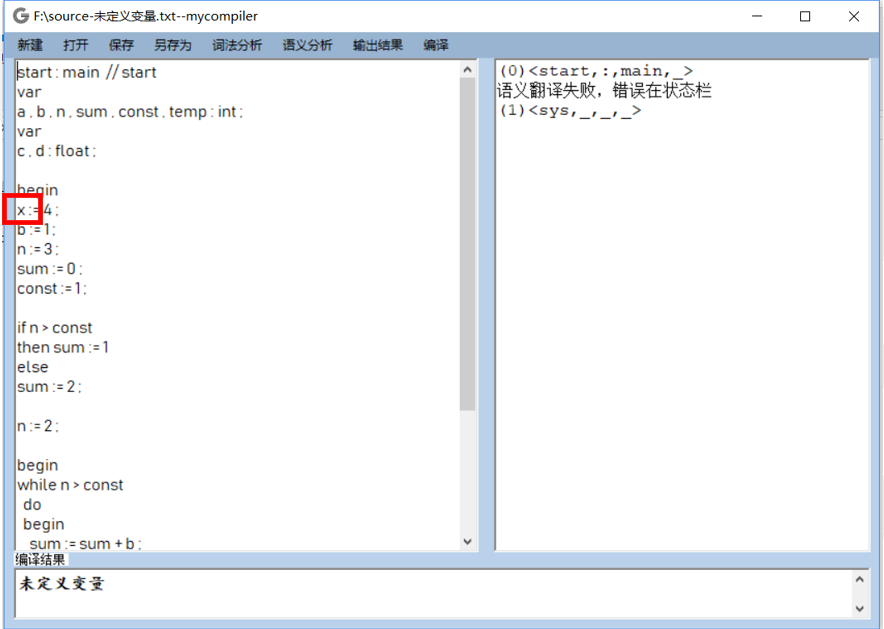 F:\source-未定义变量.txt--mycompiler
新建 打开 保存 另存为 词法分析 语义分析 输出结果 编译
start : main // start
var
a , b , n , sum , const , temp : int ;
var
c , d : float ;
begin
x := 4 ;
b := 1 ;
n := 3 ;
sum := 0 ;
const := 1 ;
if n > const
then sum := 1
else
sum := 2 ;
n := 2 ;
begin
while n > const
do
begin
sum := sum + b ;
(0)<start,:,main,_>
语义翻译失败，错误在状态栏
(1)<sys,_,_,_>
编译结果
未定义变量